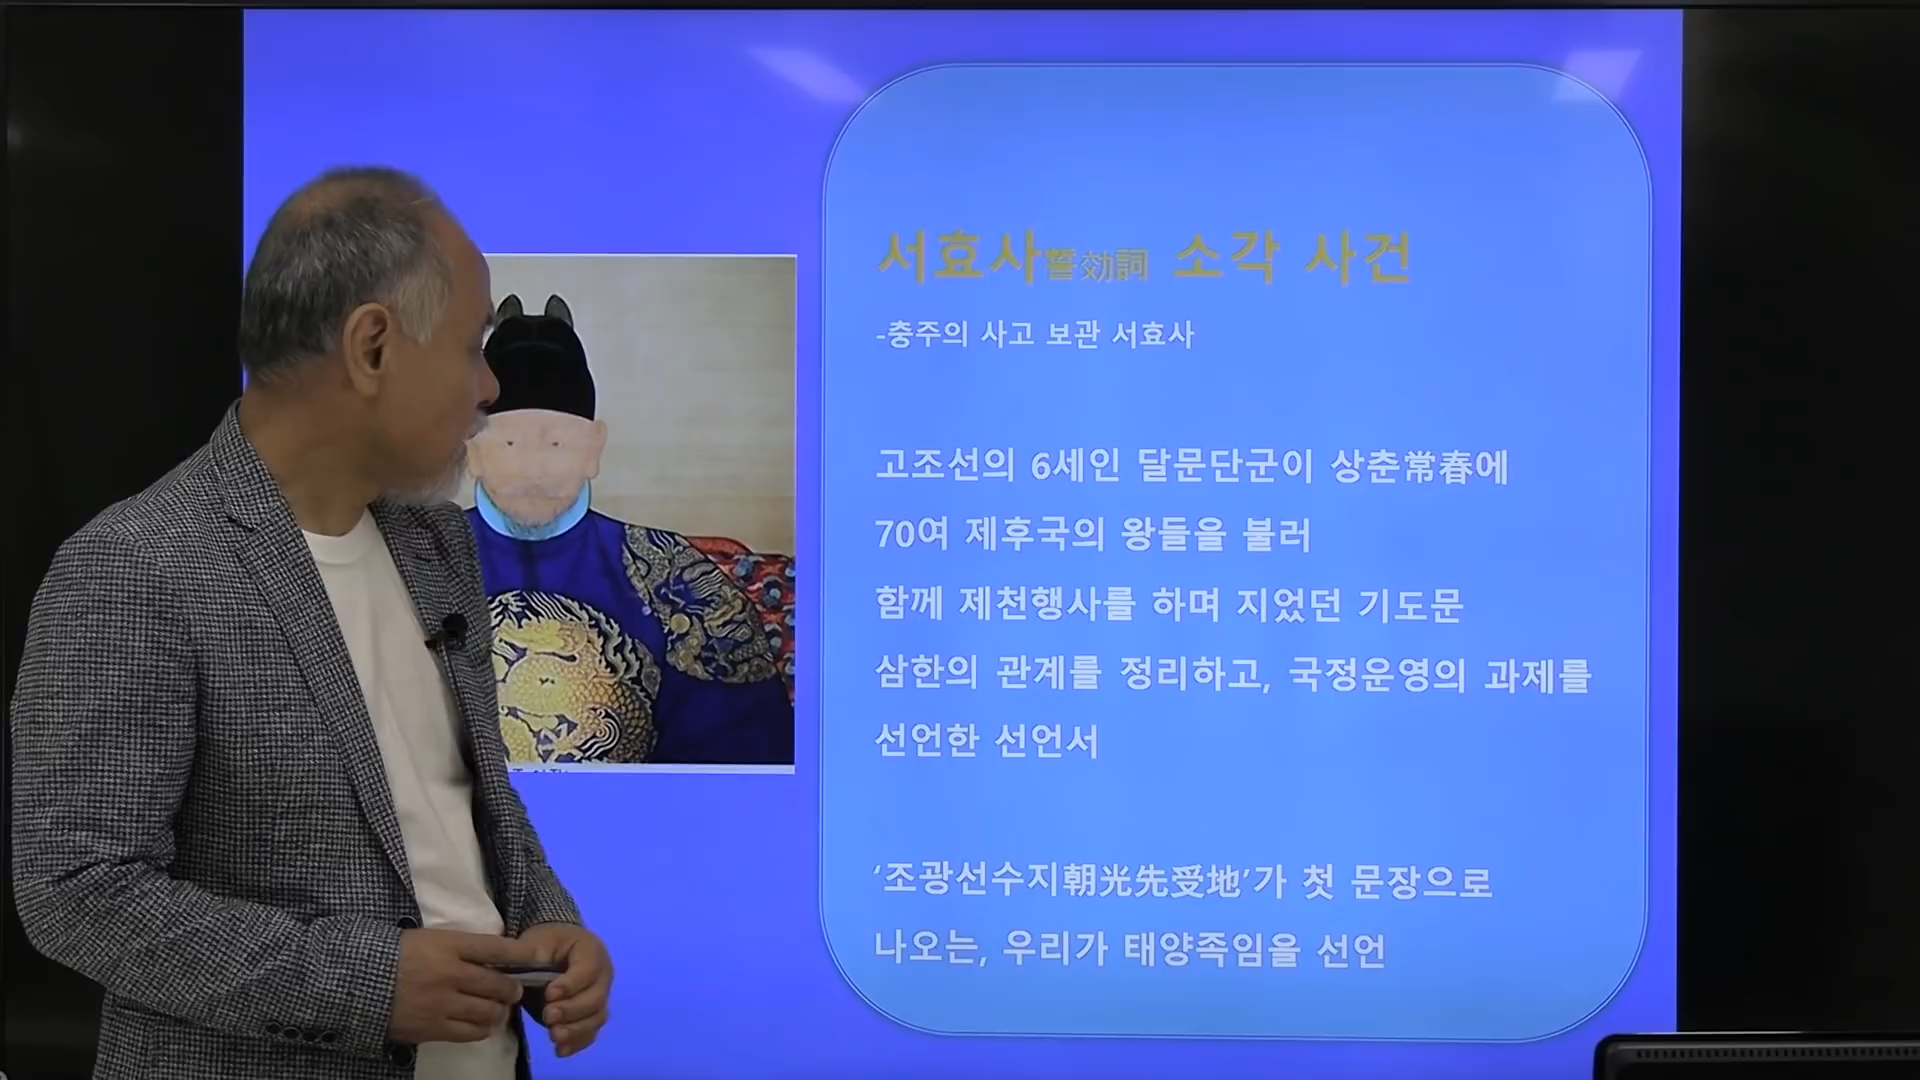 서효사誓効詞 소각 사건
-충주의 사고 보관 서효사
고조선의 6세인 달문단군이 상춘常春에
70여 제후국의 왕들을 불러
함께 제천행사를 하며 지었던 기도문
삼한의 관계를 정리하고, 국정운영의 과제를
선언한 선언서
‘조광선수지朝光先受地’가 첫 문장으로
나오는, 우리가 태양족임을 선언